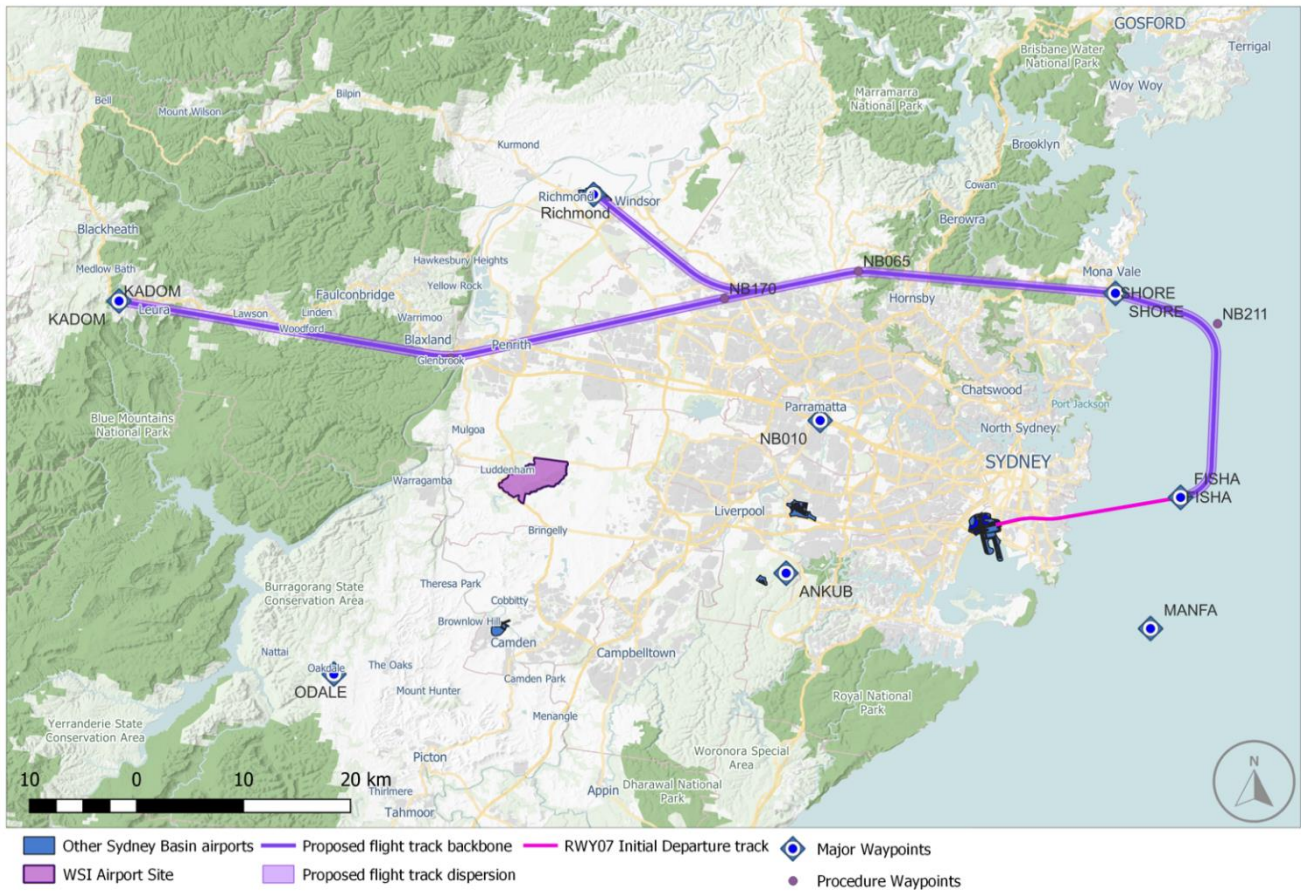 GOSFORD
Brisbane Water
National Park
Terrigal
Bell
Mount Wilson
Bilpin
Marramarra
National Park
Woy Woy
Kurmond
Brooklyn
Cowan
Richmond
Windsor
Richmond
Berowra
Blackheath
Hawkesbury Heights
NB065
Mona Vale
Medlow Bath
Yellow Rock
KADOM
Faulconbridge
NB170
Hornsby
SHORE
Leura
Lawson
Linden
Warrimoo
SHORE
NB211
KADOM
Woodford
Blaxland
Penrith
Glenbrook
Chatswood
Parramatta
Port Jackson
Blue Mountains
National Park
Mulgoa
NB010
North Sydney
SYDNEY
Luddenham
Warragamba
FISHA
FISHA
Liverpool
Bringelly
Burragorang State
Conservation Area
Theresa Park
ANKUB
Cobbitty
MANFA
Brownlow Hill
Camden
Nattai
Oakdale
The Oaks
Campbelltown
ODALE
Mount Hunter
Camden Park
Royal National
Park
Yerranderie State
Conservation Area
Menangle
Woronora Special
Area
Picton
10 0 10 20 km
Thirlmere
Appin
Dharawal National
Park
Tahmoor
N
Other Sydney Basin airports
Proposed flight track backbone
RWY07 Initial Departure track
Major Waypoints
WSI Airport Site
Proposed flight track dispersion
Procedure Waypoints